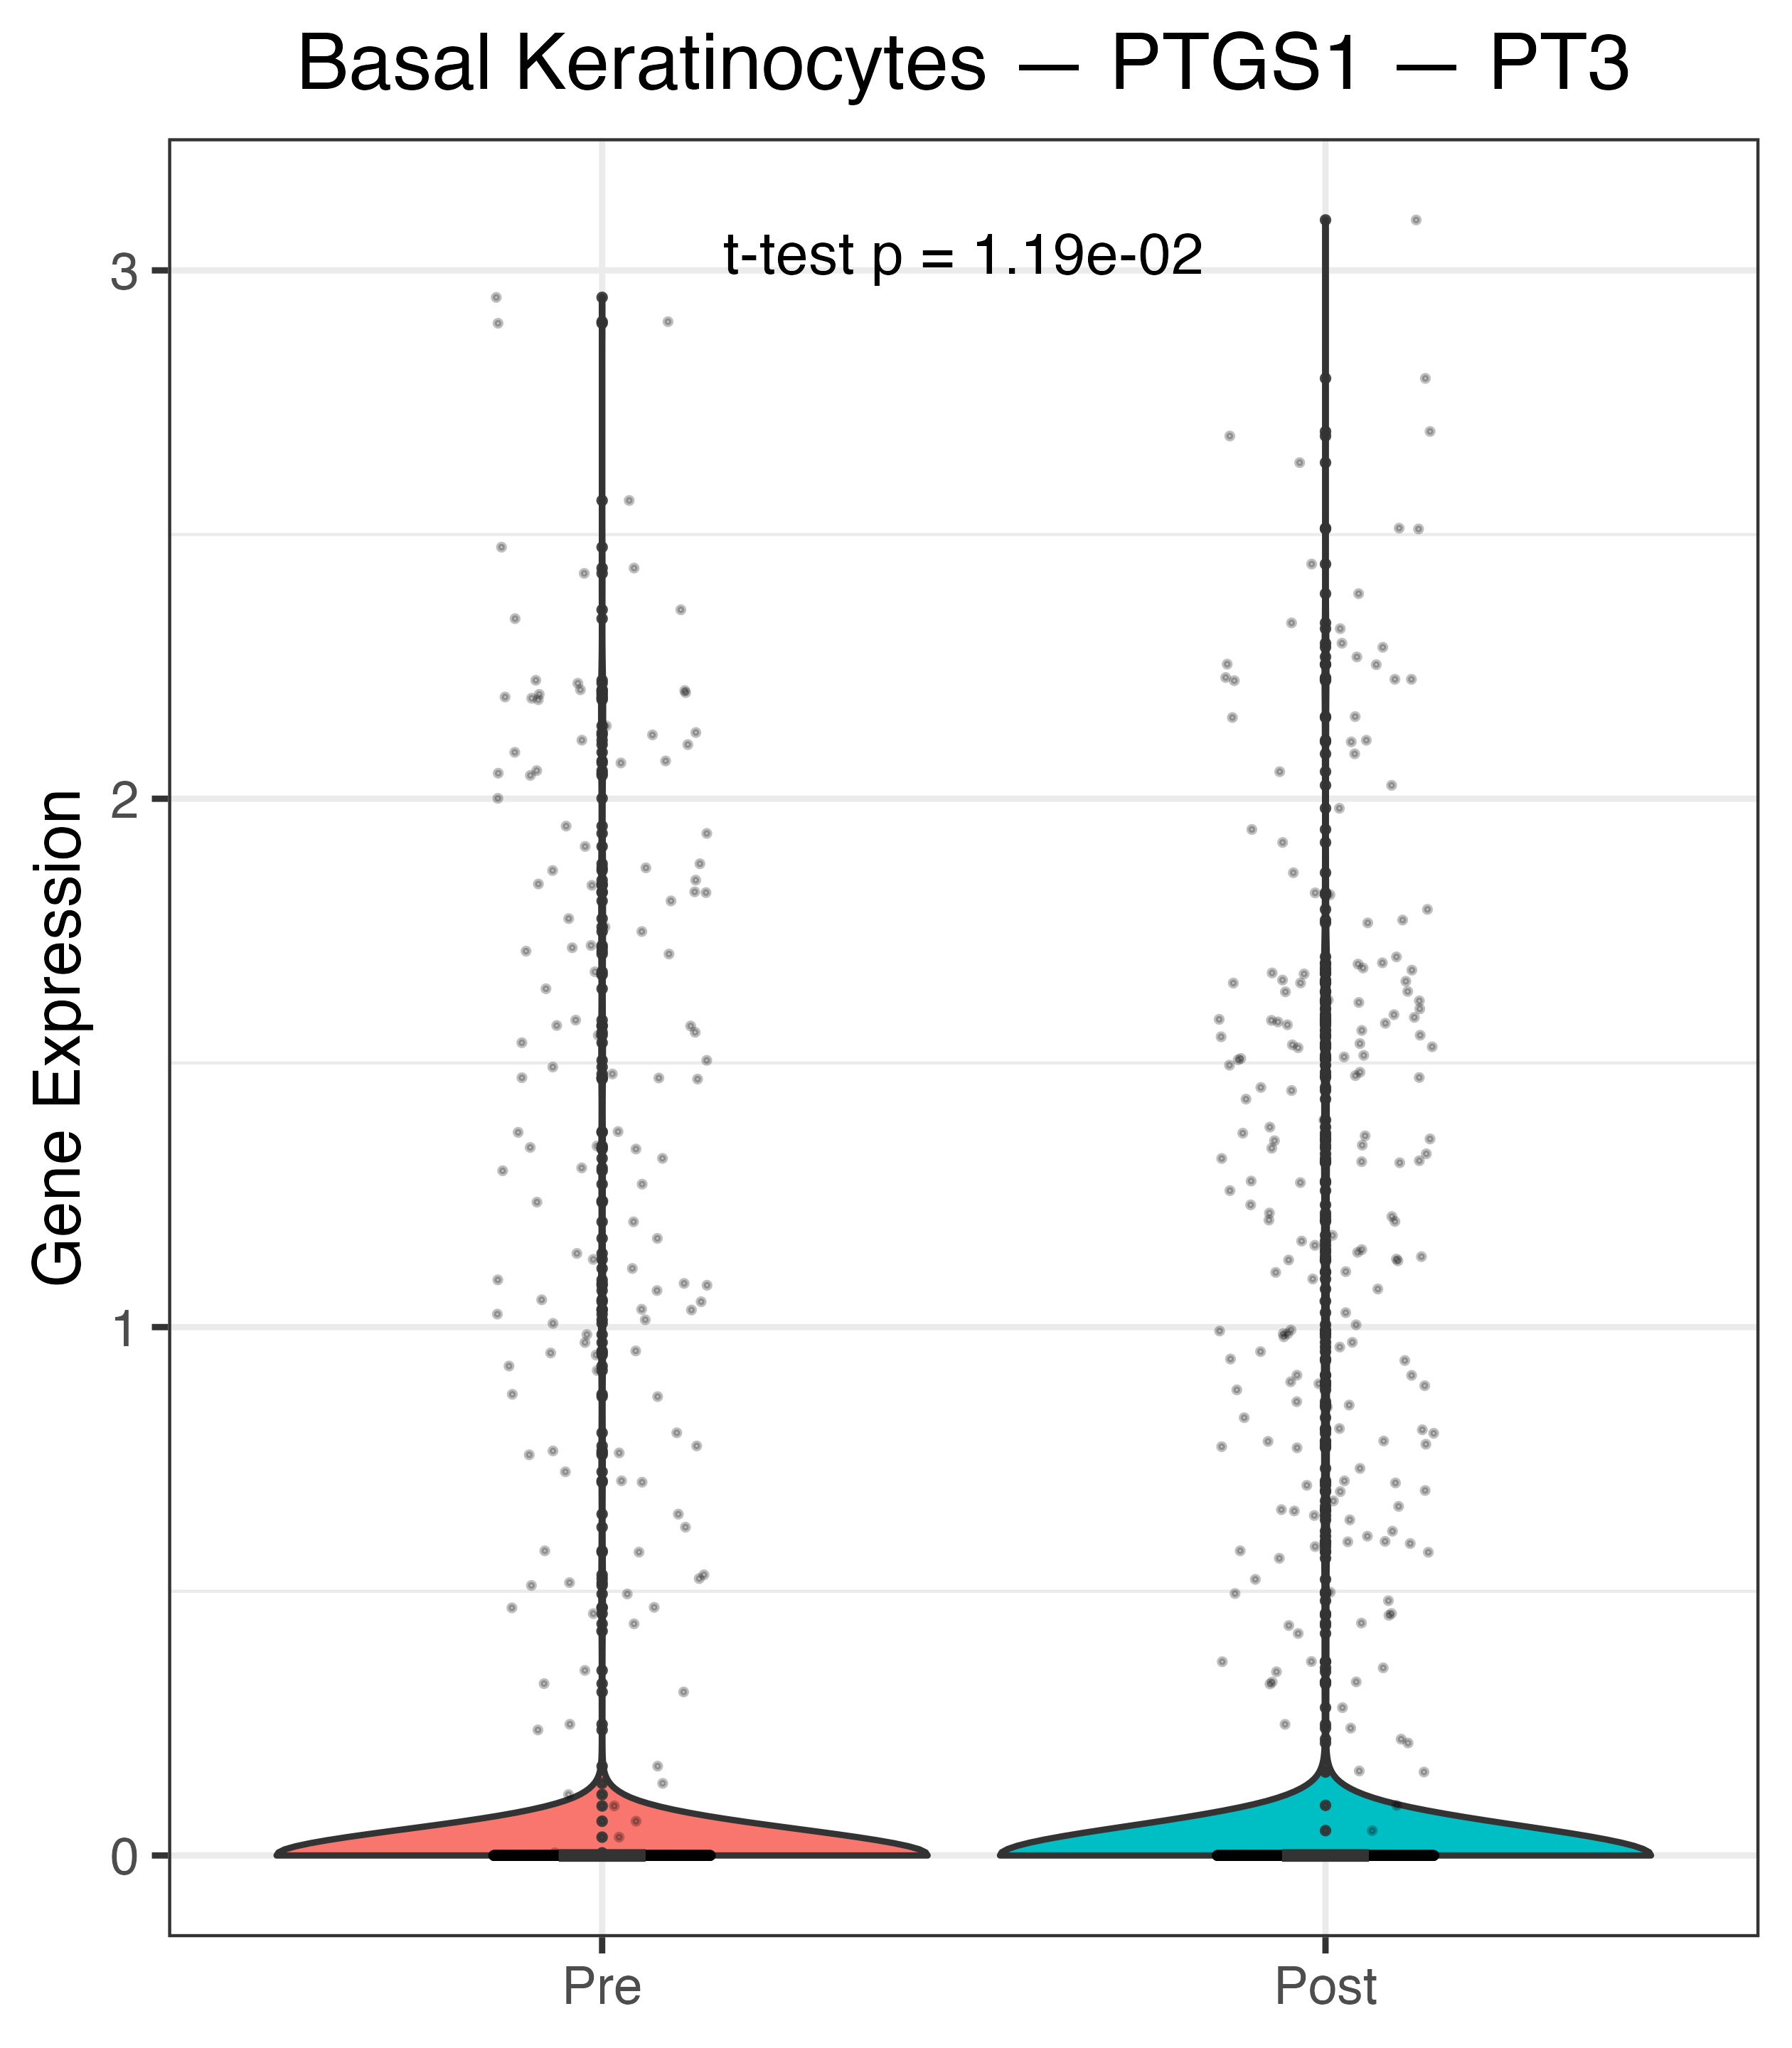 Basal Keratinocytes — PTGS1 — PT3
t-test p = 1.19e-02
Gene Expression
3
2
1
0
Pre
Post